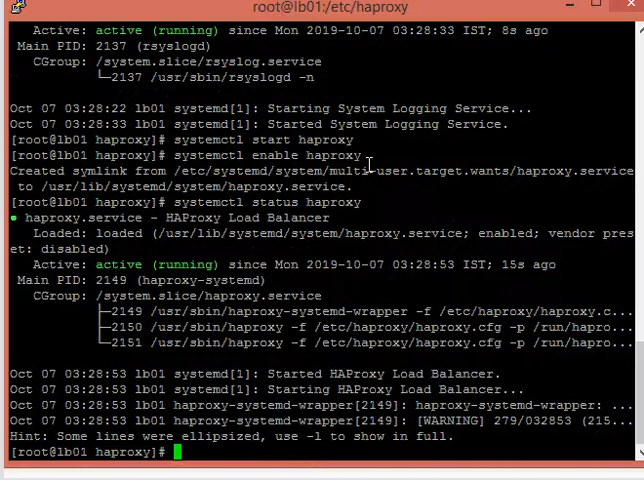 root@lb01:/etc/haproxy
Active: active (running) since Mon 2019-10-07 03:28:33 IST; 8s ago
Main PID: 2137 (rsyslogd)
CGroup: /system.slice/rsyslog.service
└─2137 /usr/sbin/rsyslogd -n
Oct 07 03:28:22 lb01 systemd[1]: Starting System Logging Service...
Oct 07 03:28:33 lb01 systemd[1]: Started System Logging Service.
[root@lb01 haproxy]# systemctl start haproxy
[root@lb01 haproxy]# systemctl enable haproxy
Created symlink from /etc/systemd/system/multi-user.target.wants/haproxy.service
to /usr/lib/systemd/system/haproxy.service.
[root@lb01 haproxy]# systemctl status haproxy
● haproxy.service - HAProxy Load Balancer
Loaded: loaded (/usr/lib/systemd/system/haproxy.service; enabled; vendor pres
et: disabled)
Active: active (running) since Mon 2019-10-07 03:28:53 IST; 15s ago
Main PID: 2149 (haproxy-systemd)
CGroup: /system.slice/haproxy.service
├─2149 /usr/sbin/haproxy-systemd-wrapper -f /etc/haproxy/haproxy.c...
├─2150 /usr/sbin/haproxy -f /etc/haproxy/haproxy.cfg -p /run/hapro...
└─2151 /usr/sbin/haproxy -f /etc/haproxy/haproxy.cfg -p /run/hapro...
Oct 07 03:28:53 lb01 systemd[1]: Started HAProxy Load Balancer.
Oct 07 03:28:53 lb01 systemd[1]: Starting HAProxy Load Balancer...
Oct 07 03:28:53 lb01 haproxy-systemd-wrapper[2149]: haproxy-systemd-wrapper: ...
Oct 07 03:28:53 lb01 haproxy-systemd-wrapper[2149]: [WARNING] 279/032853 (215...
Hint: Some lines were ellipsized, use -l to show in full.
[root@lb01 haproxy]#